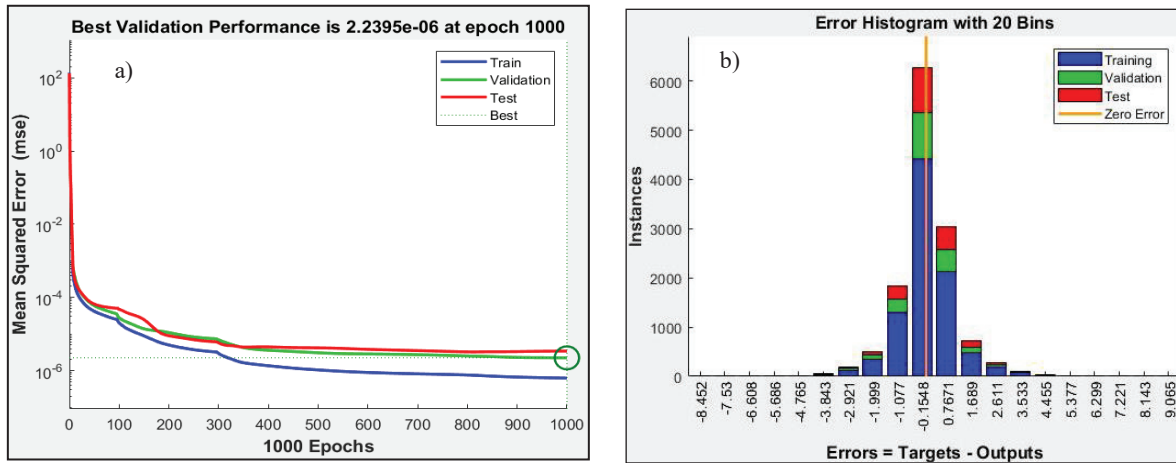 Best Validation Performance is 2.2395e-06 at epoch 1000
a)
Train
Validation
Test
Best
Mean Squared Error (mse)
10^2
10^0
10^-2
10^-4
10^-6
0 100 200 300 400 500 600 700 800 900 1000
1000 Epochs
Error Histogram with 20 Bins
b)
Training
Validation
Test
Zero Error
Instances
6000
5000
4000
3000
2000
1000
0
-8.452
-7.53
-6.608
-5.686
-4.765
-3.843
-2.921
-1.999
-1.077
-0.1548
0.7671
1.689
2.611
3.533
4.455
5.377
6.299
7.221
8.143
9.065
Errors = Targets - Outputs